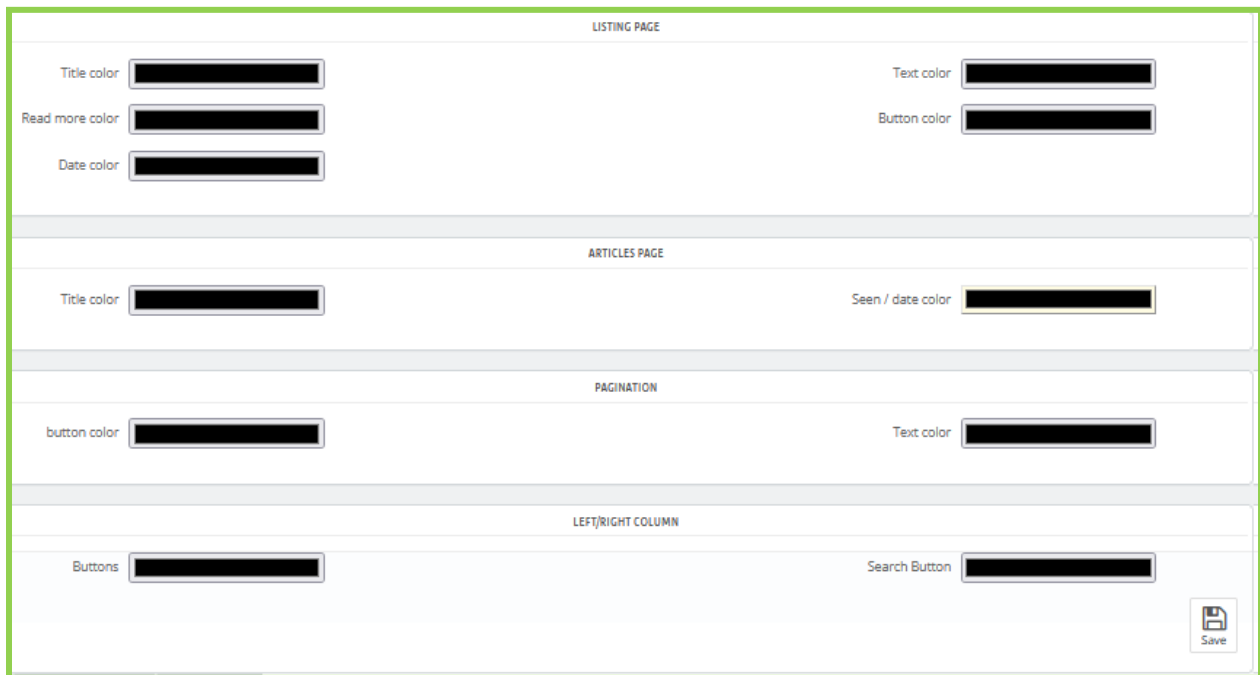 LISTING PAGE
Title color
Text color
Read more color
Button color
Date color
ARTICLES PAGE
Title color
Seen / date color
PAGINATION
button color
Text color
LEFT/RIGHT COLUMN
Buttons
Search Button
Save